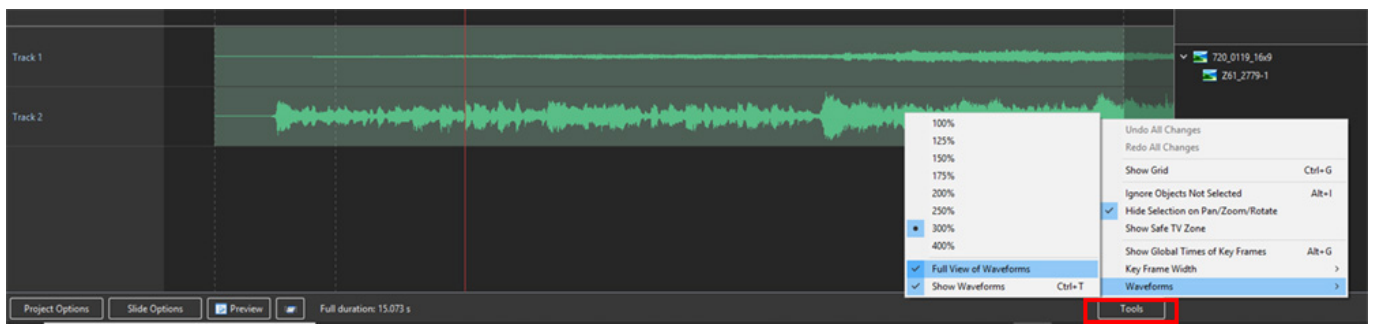 Track 1
720_0119_16x9
Z61_2779-1
Track 2
100%
125%
150%
175%
200%
250%
300%
400%
Full View of Waveforms
Show Waveforms Ctrl+T
Undo All Changes
Redo All Changes
Show Grid Ctrl+G
Ignore Objects Not Selected Alt+I
Hide Selection on Pan/Zoom/Rotate
Show Safe TV Zone
Show Global Times of Key Frames Alt+G
Key Frame Width
Waveforms
Project Options Slide Options Preview Full duration: 15.073 s Tools